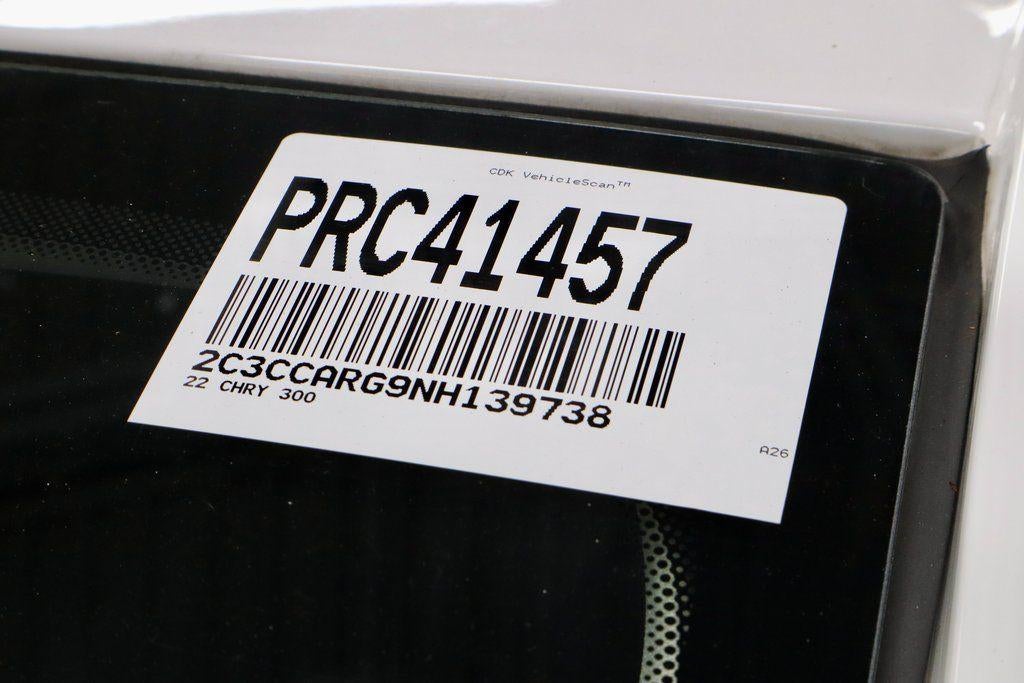 CDK VehicleScan™
PRC41457
2C3CCARG9NH139738
22 CHRY 300
A26